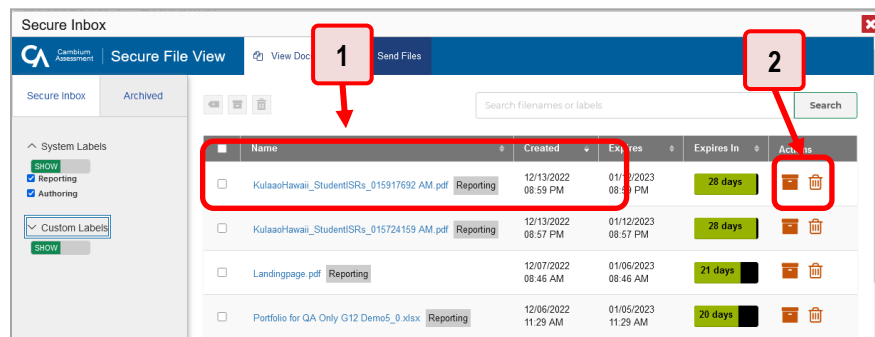 Secure Inbox
Cambium
Assessment
Secure File View
View Doc
Send Files
1
2
Secure Inbox
Archived
Search filenames or labels
Search
System Labels
SHOW
Reporting
Authoring
Custom Labels
SHOW
Name
Created
Expires
Expires In
Actions
KulaaoHawaii_StudentISRs_015917692 AM.pdf Reporting
12/13/2022
08:59 PM
01/12/2023
08:59 PM
28 days
KulaaoHawaii_StudentISRs_015724159 AM.pdf Reporting
12/13/2022
08:57 PM
01/12/2023
08:57 PM
28 days
Landingpage.pdf Reporting
12/07/2022
08:46 AM
01/06/2023
08:46 AM
21 days
Portfolio for QA Only G12 Demo5_0.xlsx Reporting
12/06/2022
11:29 AM
01/05/2023
11:29 AM
20 days